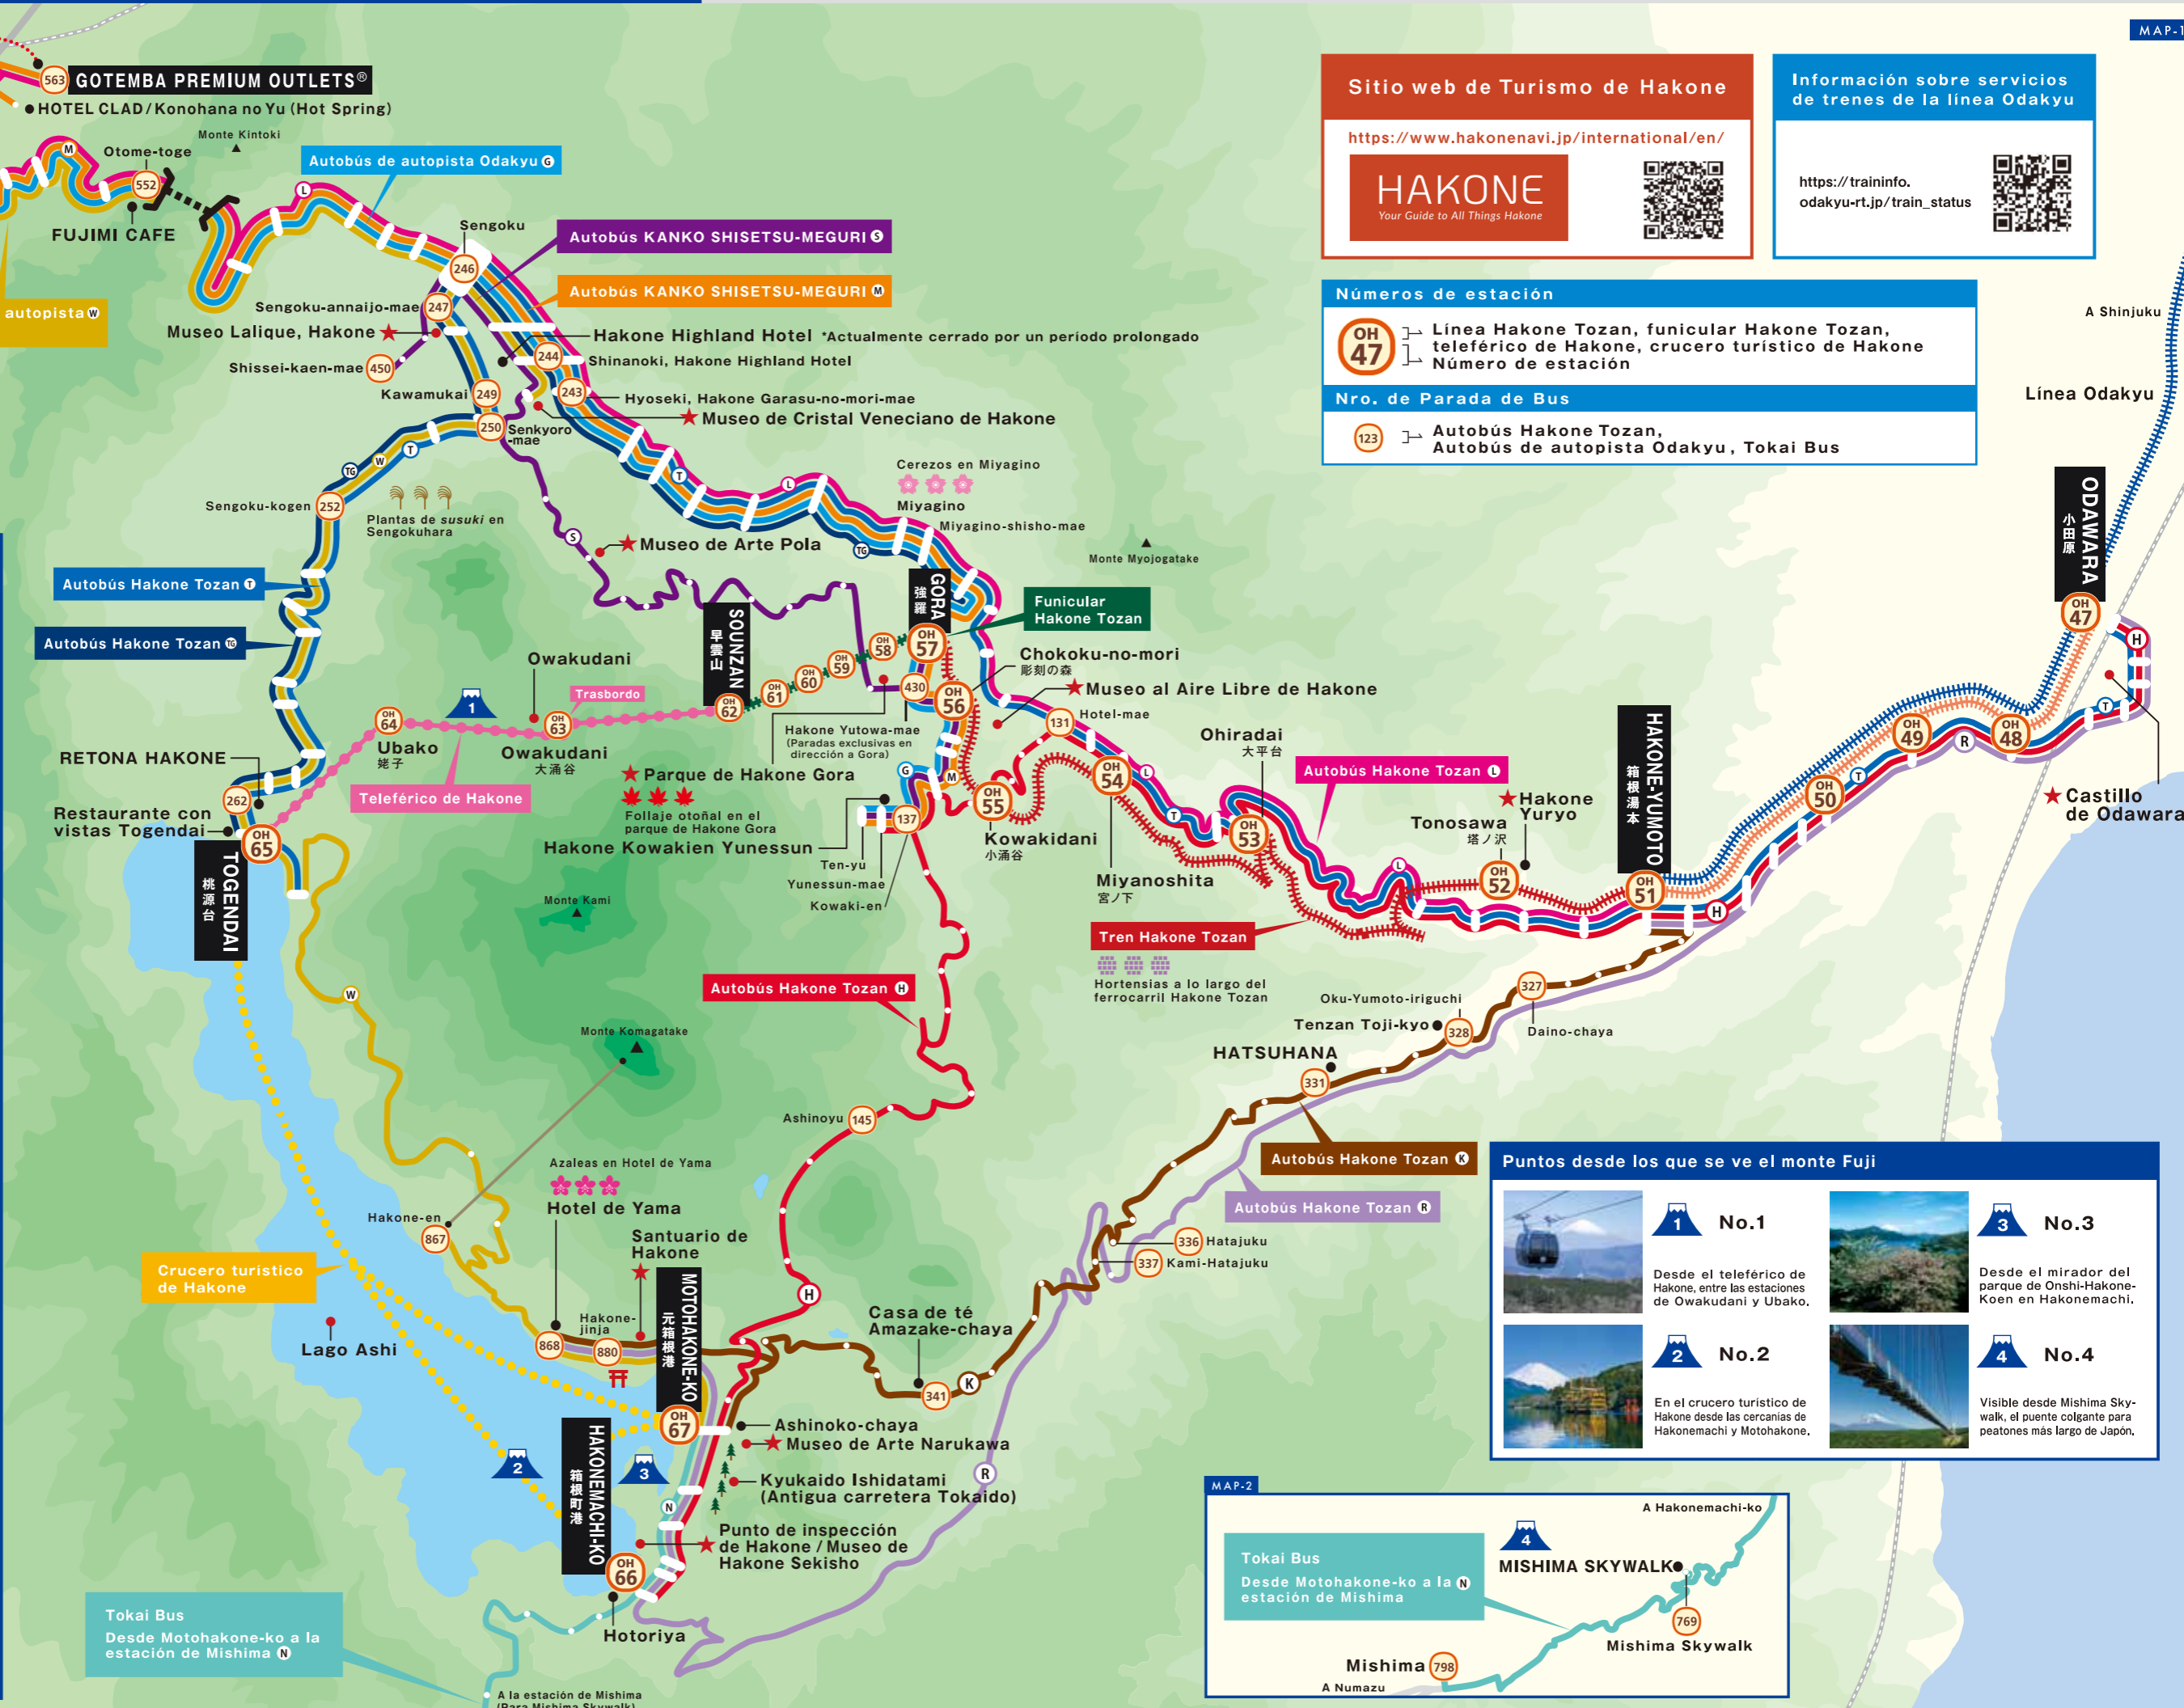 MAP-1
563
GOTEMBA PREMIUM OUTLETS®
HOTEL CLAD/Konohana no Yu (Hot Spring)
Monte Kintoki
M
Otome-toge
552
FUJIMI CAFE
autopista W
L
Autobús de autopista Odakyu G
Sengoku
246
Autobús KANKO SHISETSU-MEGURI S
Autobús KANKO SHISETSU-MEGURI M
Sengoku-annaijo-mae
247
Museo Lalique, Hakone
Shissei-kaen-mae
450
Hakone Highland Hotel *Actualmente cerrado por un período prolongado
244
Shinanoki, Hakone Highland Hotel
Kawamukai
249
243
Hyoseki, Hakone Garasu-no-mori-mae
Museo de Cristal Veneciano de Hakone
250
Senkyoro
-mae
TG
W
T
Sengoku-kogen
252
Plantas de susuki en
Sengokuhara
T
L
Cerezos en Miyagino
Miyagino
Miyagino-shisho-mae
S
Museo de Arte Pola
TG
Monte Myojogatake
Autobús Hakone Tozan T
Autobús Hakone Tozan TG
SOUNZAN
早雲山
GORA
強羅
Funicular
Hakone Tozan
OH
57
OH
58
OH
59
OH
60
OH
61
OH
62
430
OH
56
Chokoku-no-mori
彫刻の森
Museo al Aire Libre de Hakone
131
Hotel-mae
Owakudani
Trasbordo
1
OH
64
Ubako
姥子
OH
63
Owakudani
大涌谷
Teleférico de Hakone
Hakone Yutowa-mae
(Paradas exclusivas en
dirección a Gora)
Parque de Hakone Gora
Follaje otoñal en el
parque de Hakone Gora
Hakone Kowakien Yunessun
Ten-yu
Yunessun-mae
Kowaki-en
G
M
137
OH
55
Kowakidani
小涌谷
OH
54
Miyanoshita
宮ノ下
L
T
Ohiradai
大平台
OH
53
Autobús Hakone Tozan L
L
Hakone
Yuryo
Tonosawa
塔ノ沢
OH
52
HAKONE-YUMOTO
箱根湯本
OH
51
H
OH
50
T
OH
49
R
OH
48
T
H
OH
47
ODAWARA
小田原
Castillo
de Odawara
A Shinjuku
Línea Odakyu
Tren Hakone Tozan
Hortensias a lo largo del
ferrocarril Hakone Tozan
RETONA HAKONE
262
Restaurante con
vistas Togendai
OH
65
TOGENDAI
桃源台
Monte Kami
W
Autobús Hakone Tozan H
Monte Komagatake
Ashinoyu
145
327
Daino-chaya
Oku-Yumoto-iriguchi
Tenzan Toji-kyo
328
HATSUHANA
331
Autobús Hakone Tozan K
Autobús Hakone Tozan R
336
Hatajuku
337
Kami-Hatajuku
Azaleas en Hotel de Yama
Hotel de Yama
Hakone-en
867
Santuario de
Hakone
Crucero turístico
de Hakone
Lago Ashi
868
Hakone-
jinja
880
MOTOHAKONE-KO
元箱根港
OH
67
H
Casa de té
Amazake-chaya
341
K
R
Ashinoko-chaya
Museo de Arte Narukawa
Kyukaido Ishidatami
(Antigua carretera Tokaido)
Punto de inspección
de Hakone / Museo de
Hakone Sekisho
2
3
N
HAKONEMACHI-KO
箱根町港
OH
66
Hotoriya
Tokai Bus
Desde Motohakone-ko a la
estación de Mishima N
A la estación de Mishima
(Para Mishima Skywalk)
Sitio web de Turismo de Hakone
https://www.hakonenavi.jp/international/en/
HAKONE
Your Guide to All Things Hakone
Información sobre servicios
de trenes de la línea Odakyu
https://traininfo.
odakyu-rt.jp/train_status
Números de estación
OH
47
Línea Hakone Tozan, funicular Hakone Tozan,
teleférico de Hakone, crucero turístico de Hakone
Número de estación
Nro. de Parada de Bus
123
Autobús Hakone Tozan,
Autobús de autopista Odakyu, Tokai Bus
Puntos desde los que se ve el monte Fuji
1
No.1
Desde el teleférico de
Hakone, entre las estaciones
de Owakudani y Ubako.
3
No.3
Desde el mirador del
parque de Onshi-Hakone-
Koen en Hakonemachi.
2
No.2
En el crucero turístico de
Hakone desde las cercanías de
Hakonemachi y Motohakone.
4
No.4
Visible desde Mishima Sky-
walk, el puente colgante para
peatones más largo de Japón.
MAP-2
A Hakonemachi-ko
4
MISHIMA SKYWALK
Tokai Bus
Desde Motohakone-ko a la N
estación de Mishima
769
Mishima Skywalk
Mishima
798
A Numazu